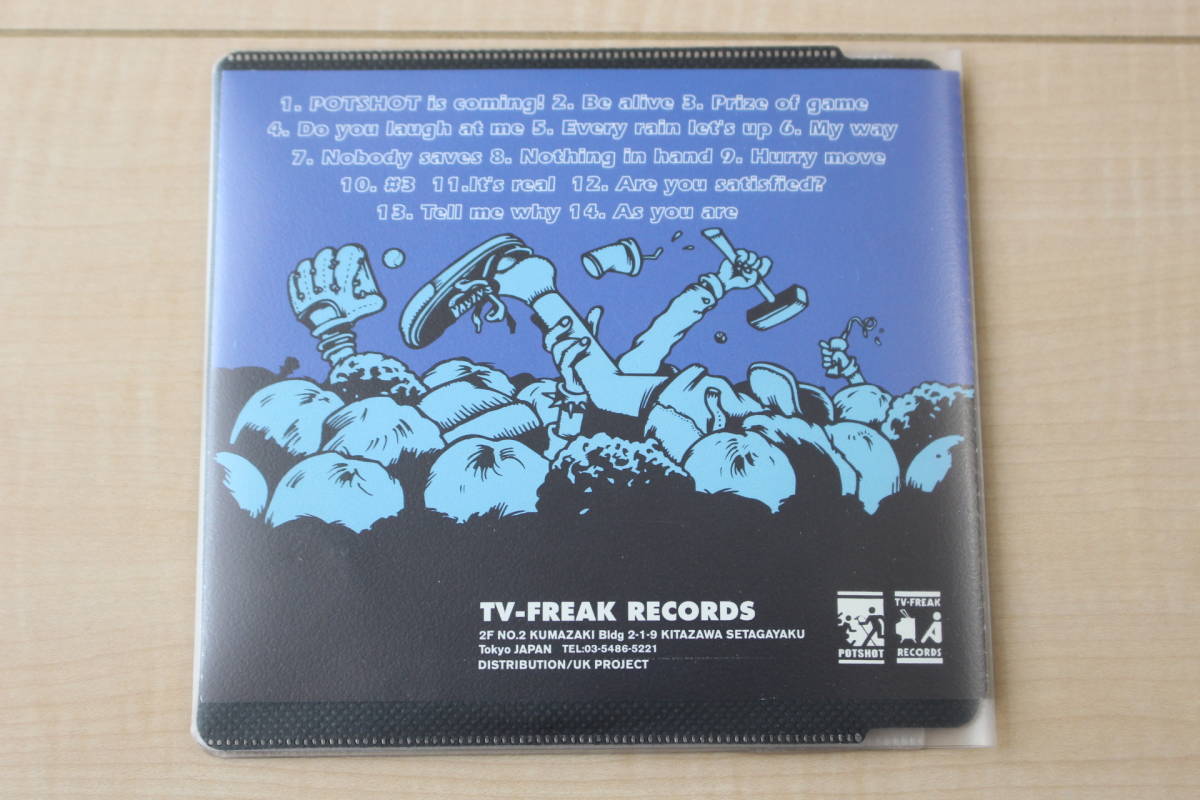 1. POTSHOT is coming! 2. Be alive 3. Prize of game
4. Do you laugh at me 5. Every rain let's up 6. My way
7. Nobody saves 8. Nothing in hand 9. Hurry move
10. #3 11.It's real 12. Are you satisfied?
13. Tell me why 14. As you are
TV-FREAK RECORDS
2F NO.2 KUMAZAKI Bldg 2-1-9 KITAZAWA SETAGAYAKU
Tokyo JAPAN TEL:03-5486-5221
DISTRIBUTION/UK PROJECT
POTSHOT
TV-FREAK
RECORDS